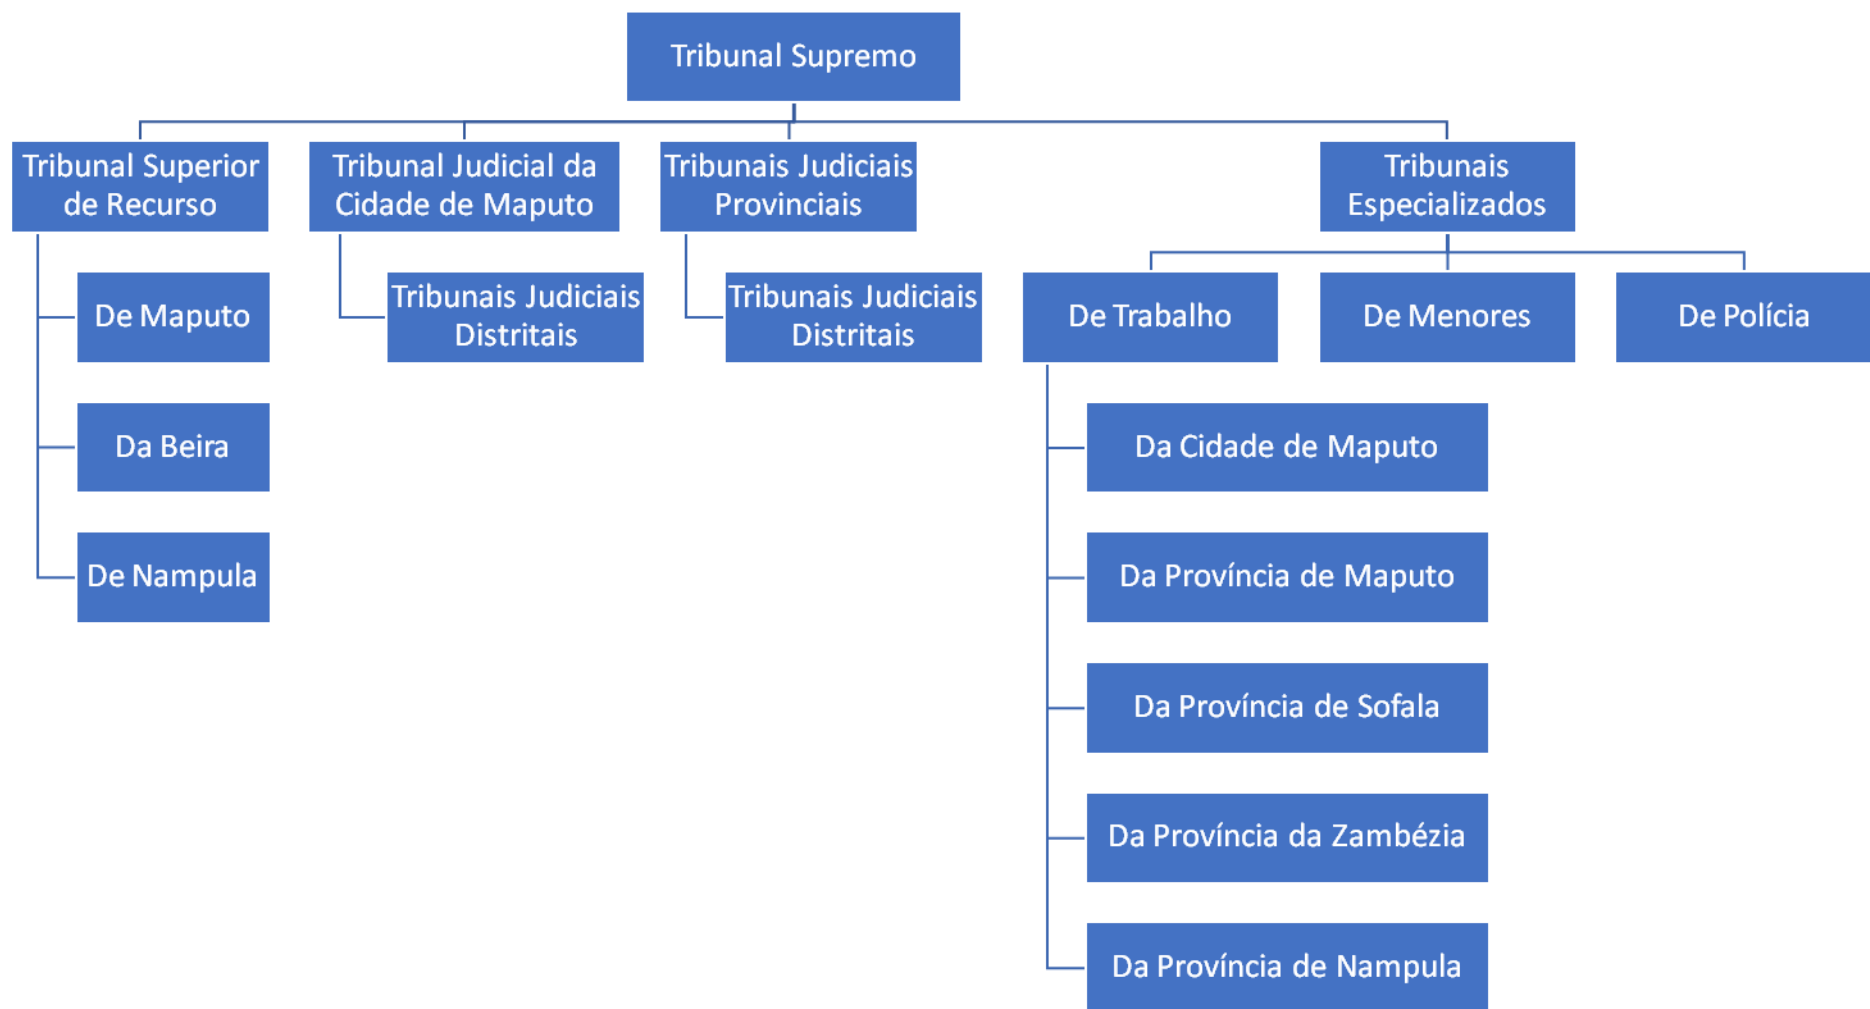 Tribunal Supremo
Tribunal Superior
de Recurso
Tribunal Judicial da
Cidade de Maputo
Tribunais Judiciais
Provinciais
Tribunais
Especializados
De Maputo
Tribunais Judiciais
Distritais
Tribunais Judiciais
Distritais
De Trabalho
De Menores
De Polícia
Da Beira
Da Cidade de Maputo
De Nampula
Da Província de Maputo
Da Província de Sofala
Da Província da Zambézia
Da Província de Nampula